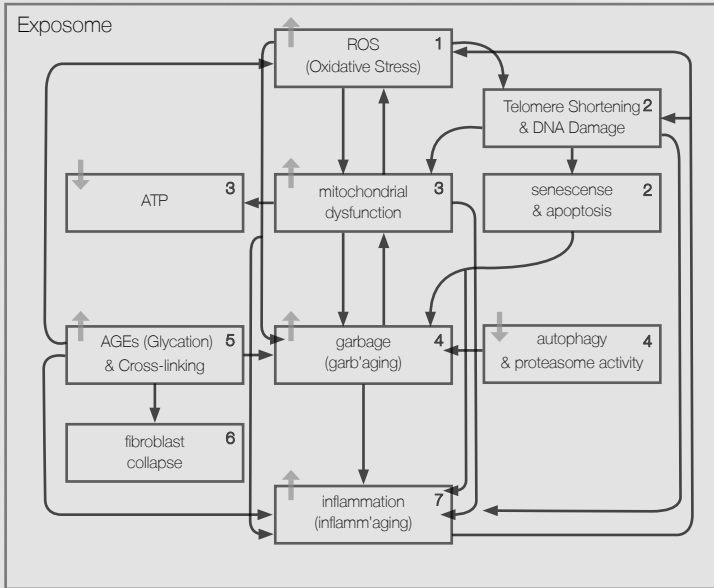 Exposome
ROS 1
(Oxidative Stress)
Telomere Shortening 2
& DNA Damage
ATP 3
mitochondrial 3
dysfunction
senescense 2
& apoptosis
AGEs (Glycation) 5
& Cross-linking
garbage 4
(garb'aging)
autophagy 4
& proteasome activity
fibroblast 6
collapse
inflammation 7
(inflamm'aging)